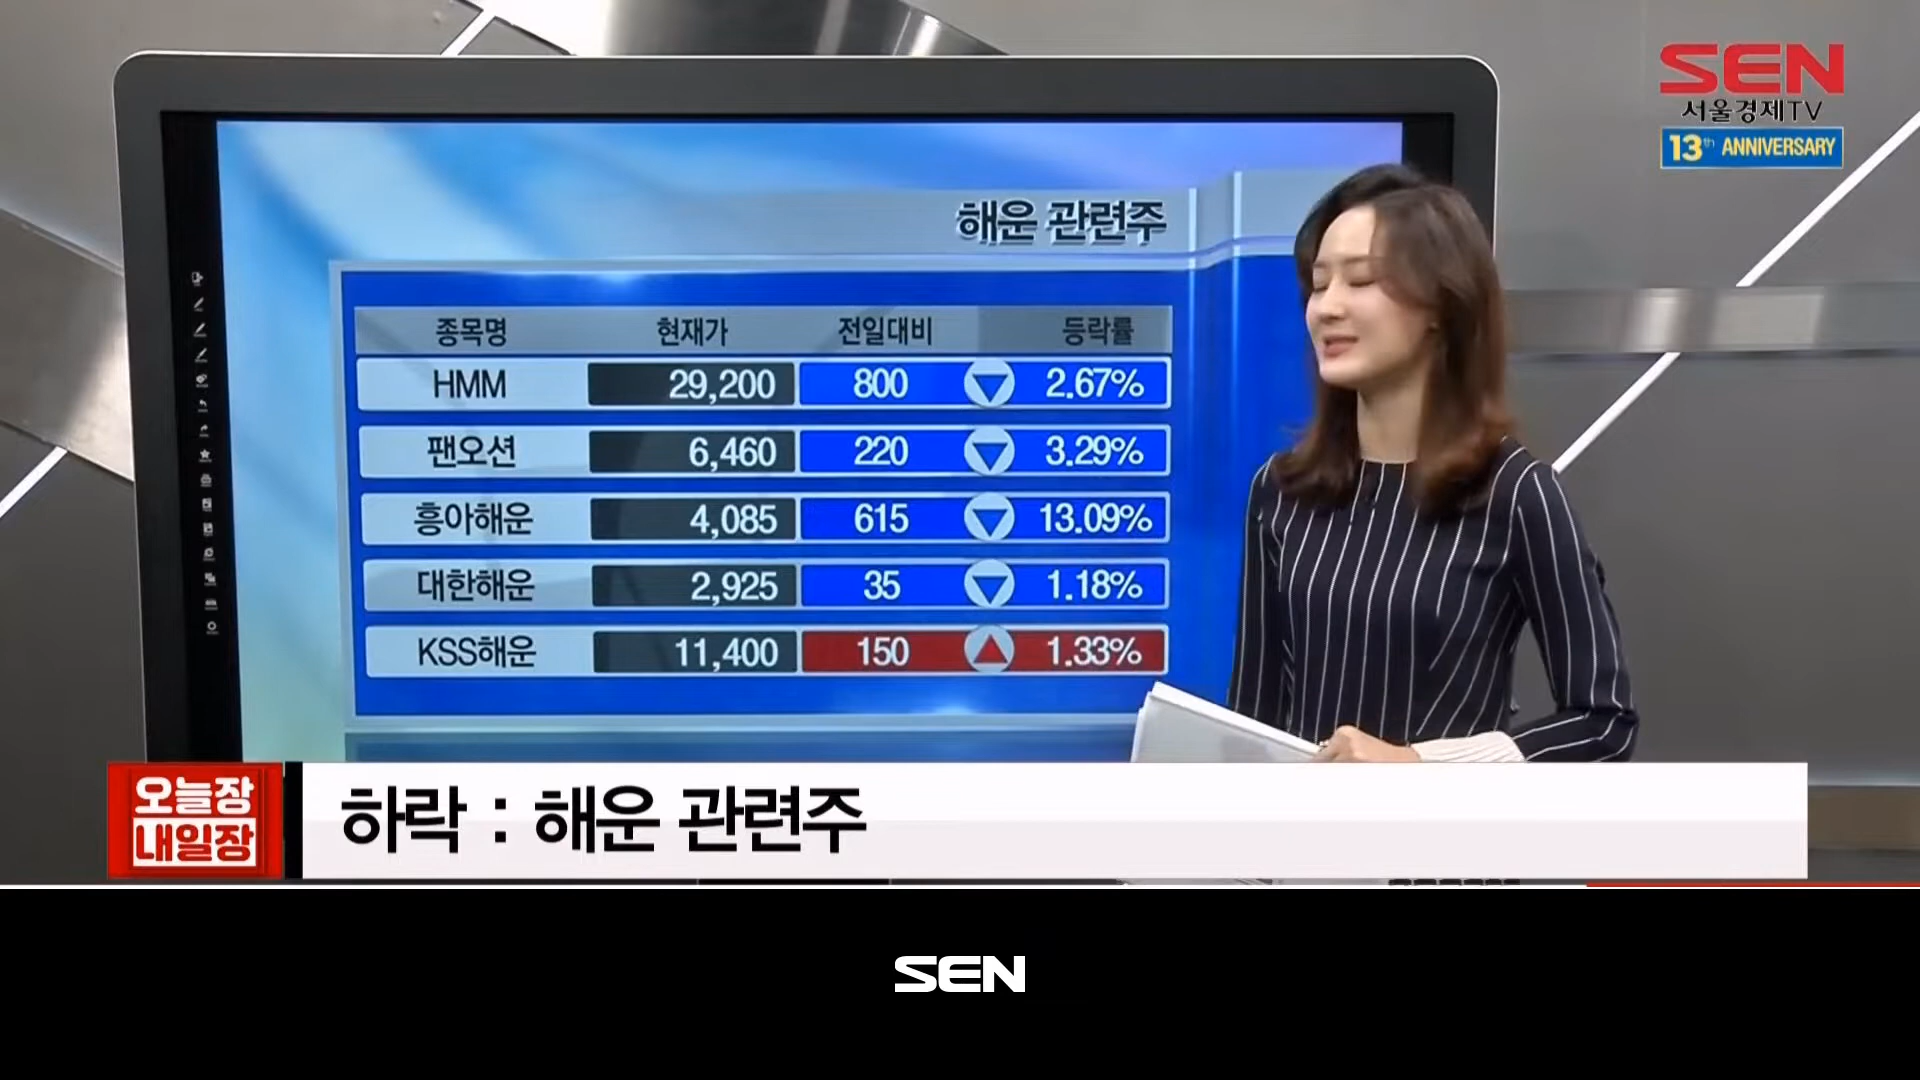 SEN
서울경제TV
13th ANNIVERSARY
해운 관련주
종목명 현재가 전일대비 등락률
HMM 29,200 800 ▽ 2.67%
팬오션 6,460 220 ▽ 3.29%
흥아해운 4,085 615 ▽ 13.09%
대한해운 2,925 35 ▽ 1.18%
KSS해운 11,400 150 ▲ 1.33%
오늘장
내일장
하락 : 해운 관련주
SEN